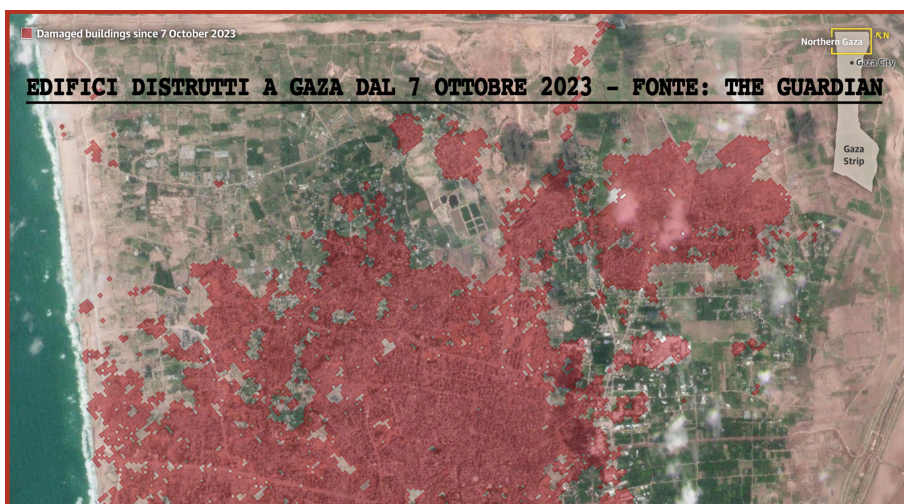 Damaged buildings since 7 October 2023
Northern Gaza
N
Gaza City
EDIFICI DISTRUTTI A GAZA DAL 7 OTTOBRE 2023 – FONTE: THE GUARDIAN
Gaza
Strip